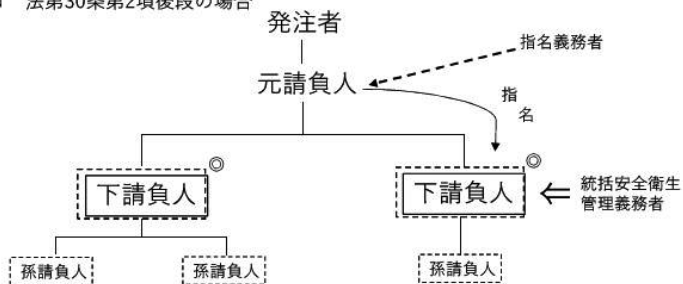 法第30条第2項後段の場合
発注者
指名義務者
元請負人
指
名
◎
◎
下請負人
下請負人
統括安全衛生
管理義務者
孫請負人
孫請負人
孫請負人